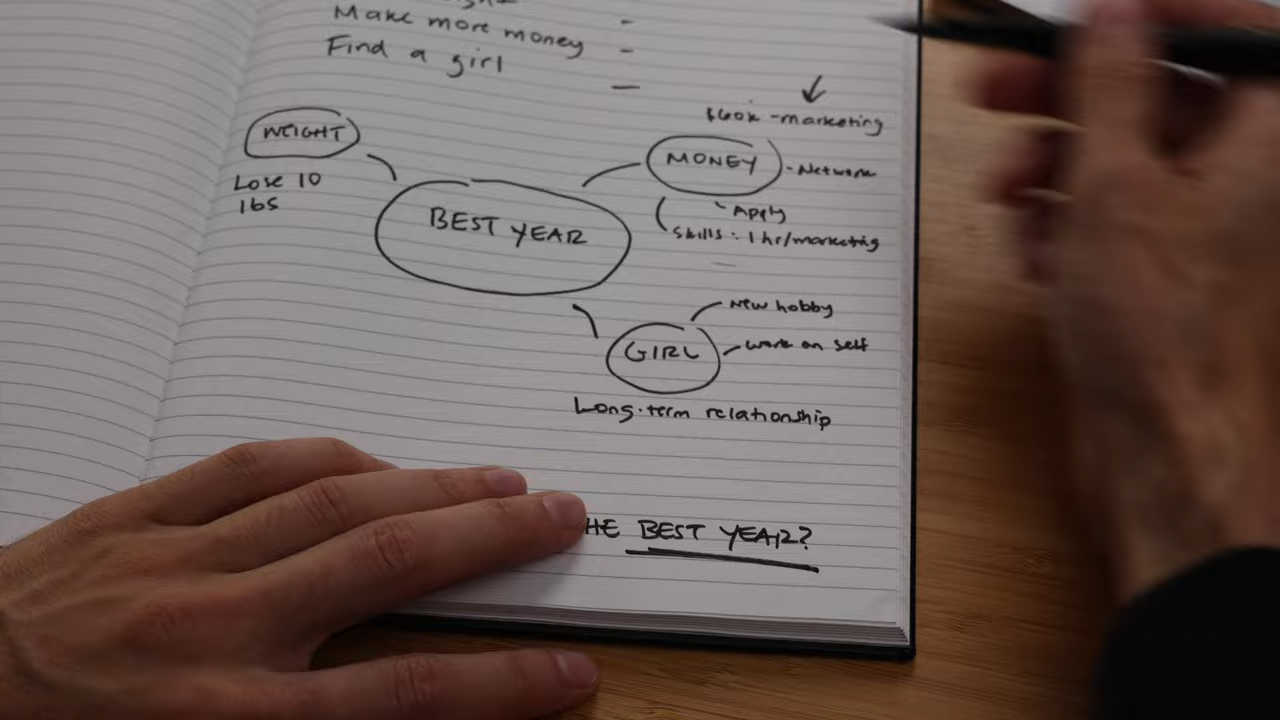 Make more money -
Find a girl -
-
- marketing
WEIGHT
Lose 10
lbs
MONEY
- Network
- Apply
Skills: 1 hr/marketing
BEST YEAR
New hobby
GIRL
work on self
Long-term relationship
HE BEST YEAR?